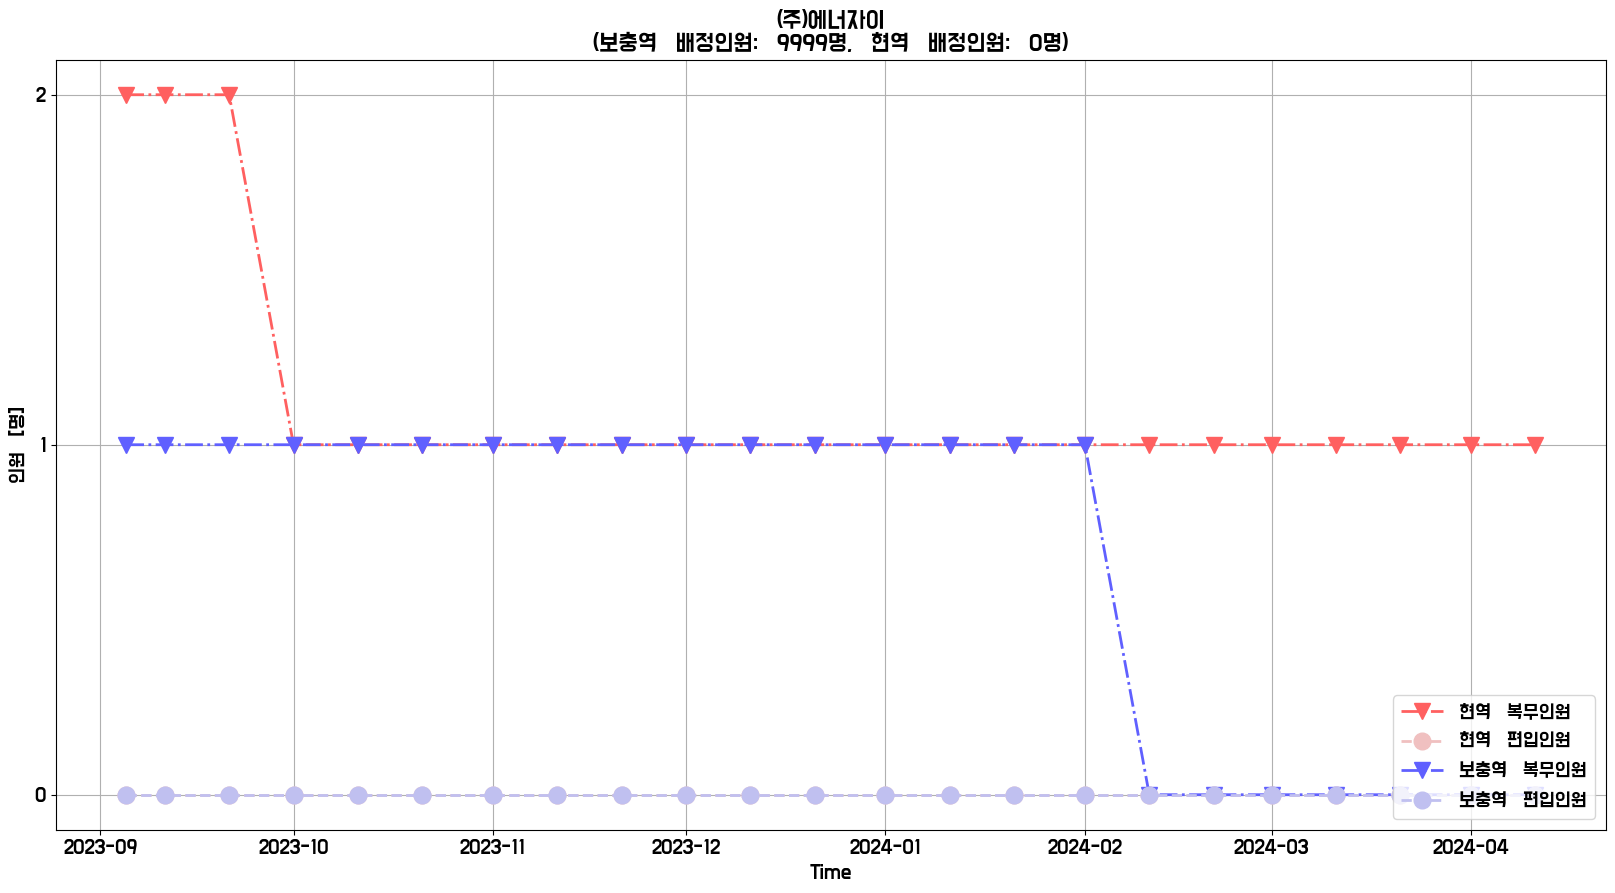 (주)에너자이
(보충역 배정인원: 9999명, 현역 배정인원: 0명)
인원 [명]
2
1
0
현역 복무인원
현역 편입인원
보충역 복무인원
보충역 편입인원
2023-09 2023-10 2023-11 2023-12 2024-01 2024-02 2024-03 2024-04
Time